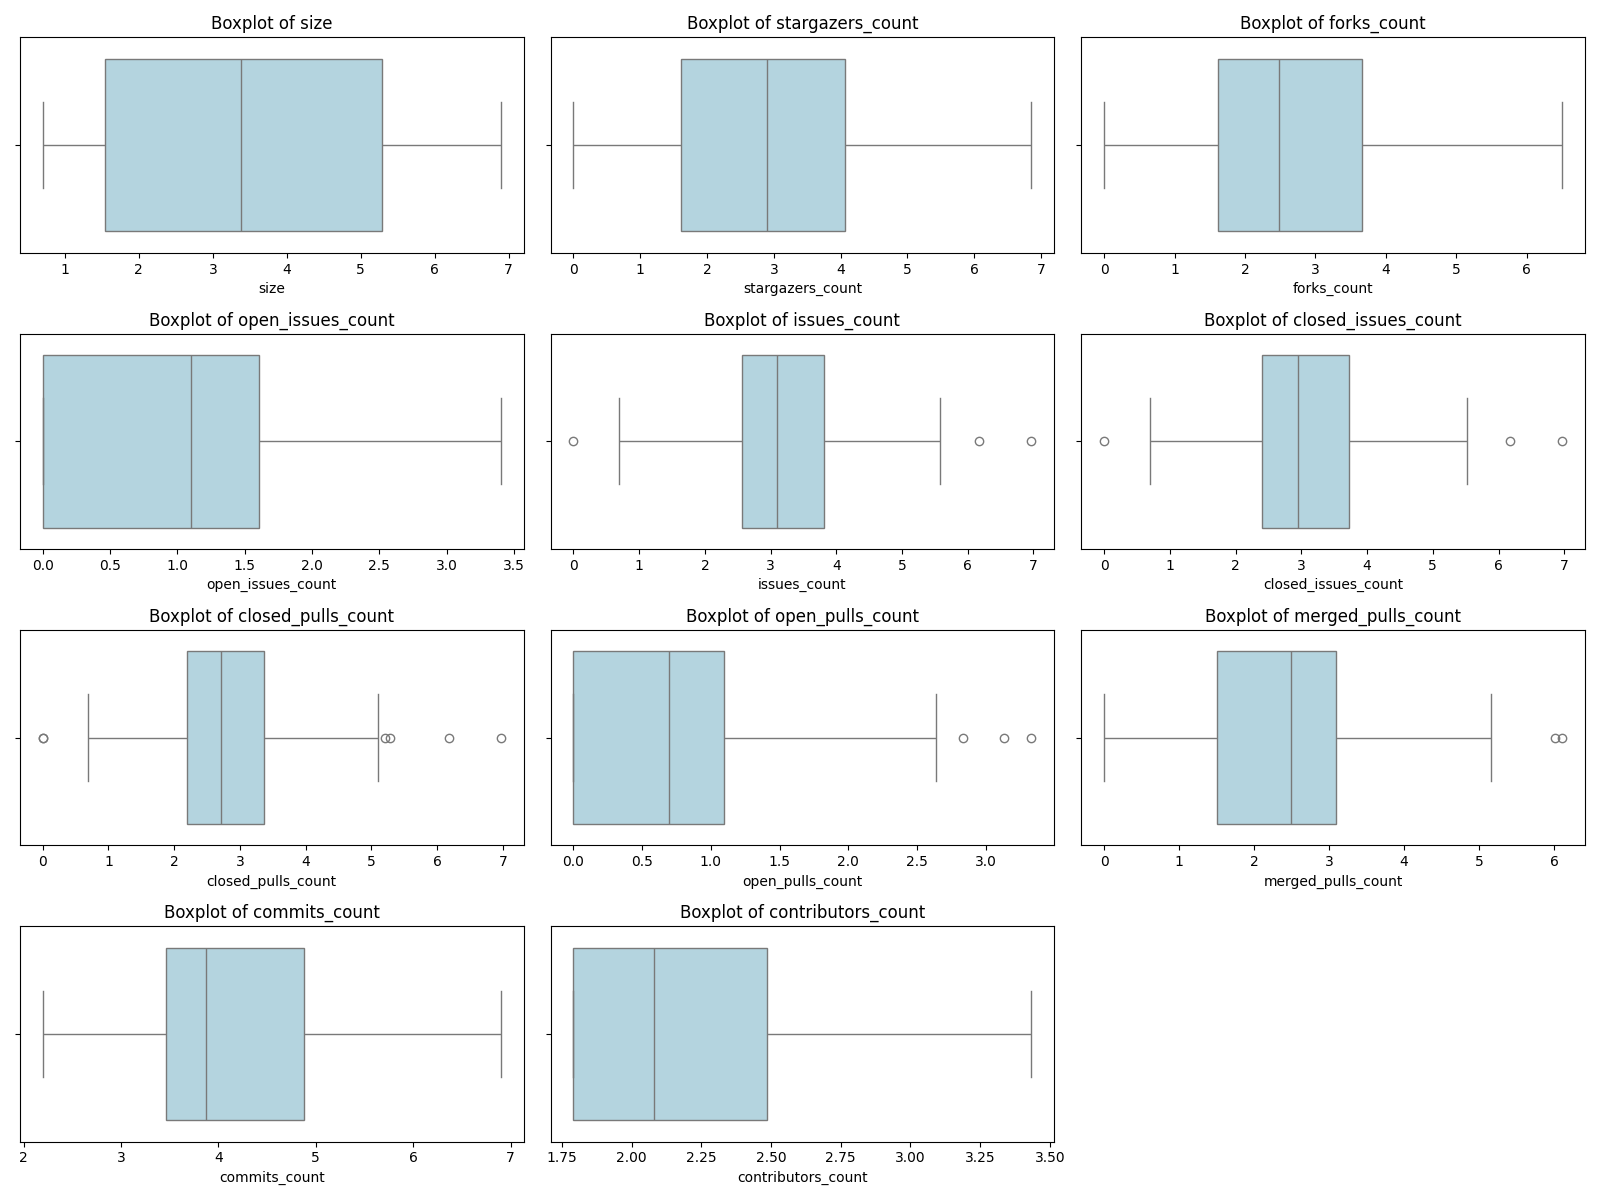 Boxplot of size
1 2 3 4 5 6 7
size
Boxplot of stargazers_count
0 1 2 3 4 5 6 7
stargazers_count
Boxplot of forks_count
0 1 2 3 4 5 6
forks_count
Boxplot of open_issues_count
0.0 0.5 1.0 1.5 2.0 2.5 3.0 3.5
open_issues_count
Boxplot of issues_count
0 1 2 3 4 5 6 7
issues_count
Boxplot of closed_issues_count
0 1 2 3 4 5 6 7
closed_issues_count
Boxplot of closed_pulls_count
0 1 2 3 4 5 6 7
closed_pulls_count
Boxplot of open_pulls_count
0.0 0.5 1.0 1.5 2.0 2.5 3.0
open_pulls_count
Boxplot of merged_pulls_count
0 1 2 3 4 5 6
merged_pulls_count
Boxplot of commits_count
2 3 4 5 6 7
commits_count
Boxplot of contributors_count
1.75 2.00 2.25 2.50 2.75 3.00 3.25 3.50
contributors_count